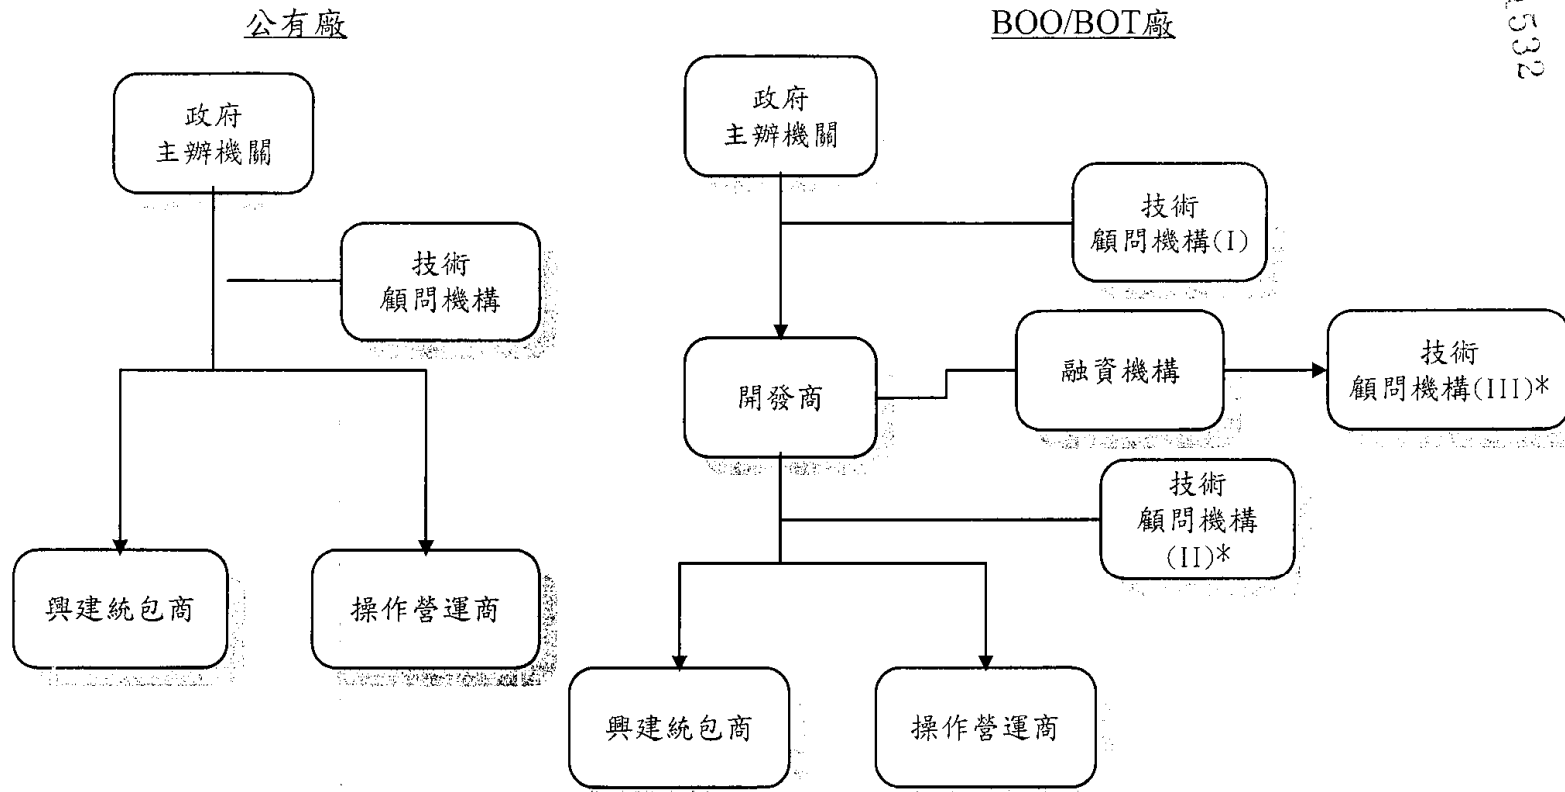 公有廠
政府
主辦機關
技術
顧問機構
興建統包商
操作營運商
BOO/BOT廠
政府
主辦機關
技術
顧問機構(I)
開發商
融資機構
技術
顧問機構(III)*
技術
顧問機構
(II)*
興建統包商
操作營運商
532